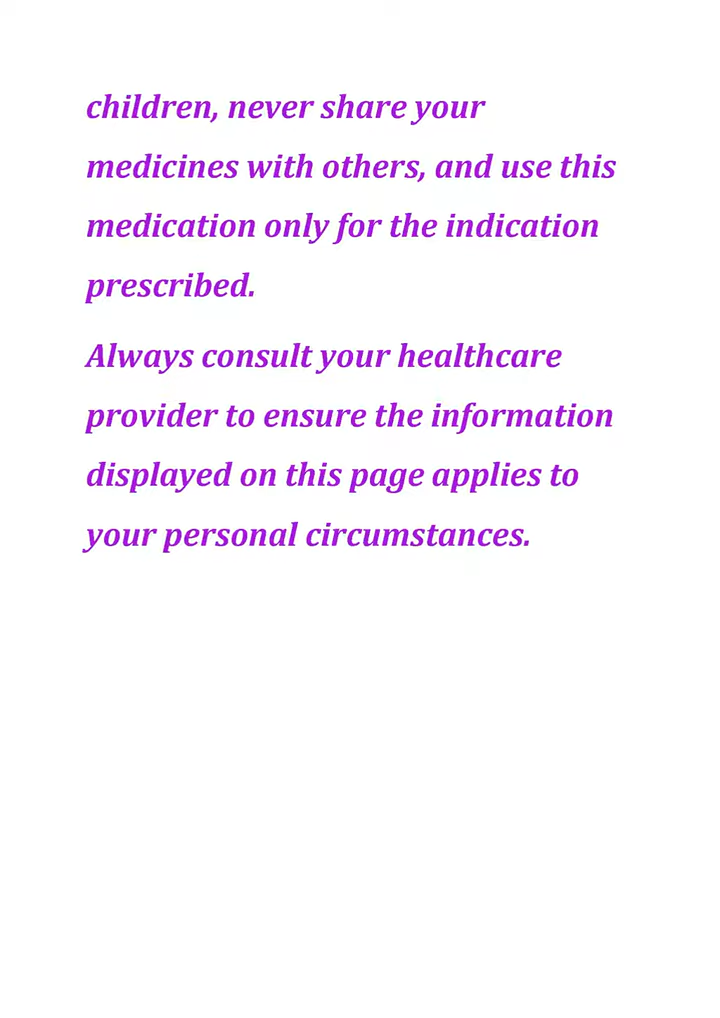 children, never share your
medicines with others, and use this
medication only for the indication
prescribed.
Always consult your healthcare
provider to ensure the information
displayed on this page applies to
your personal circumstances.